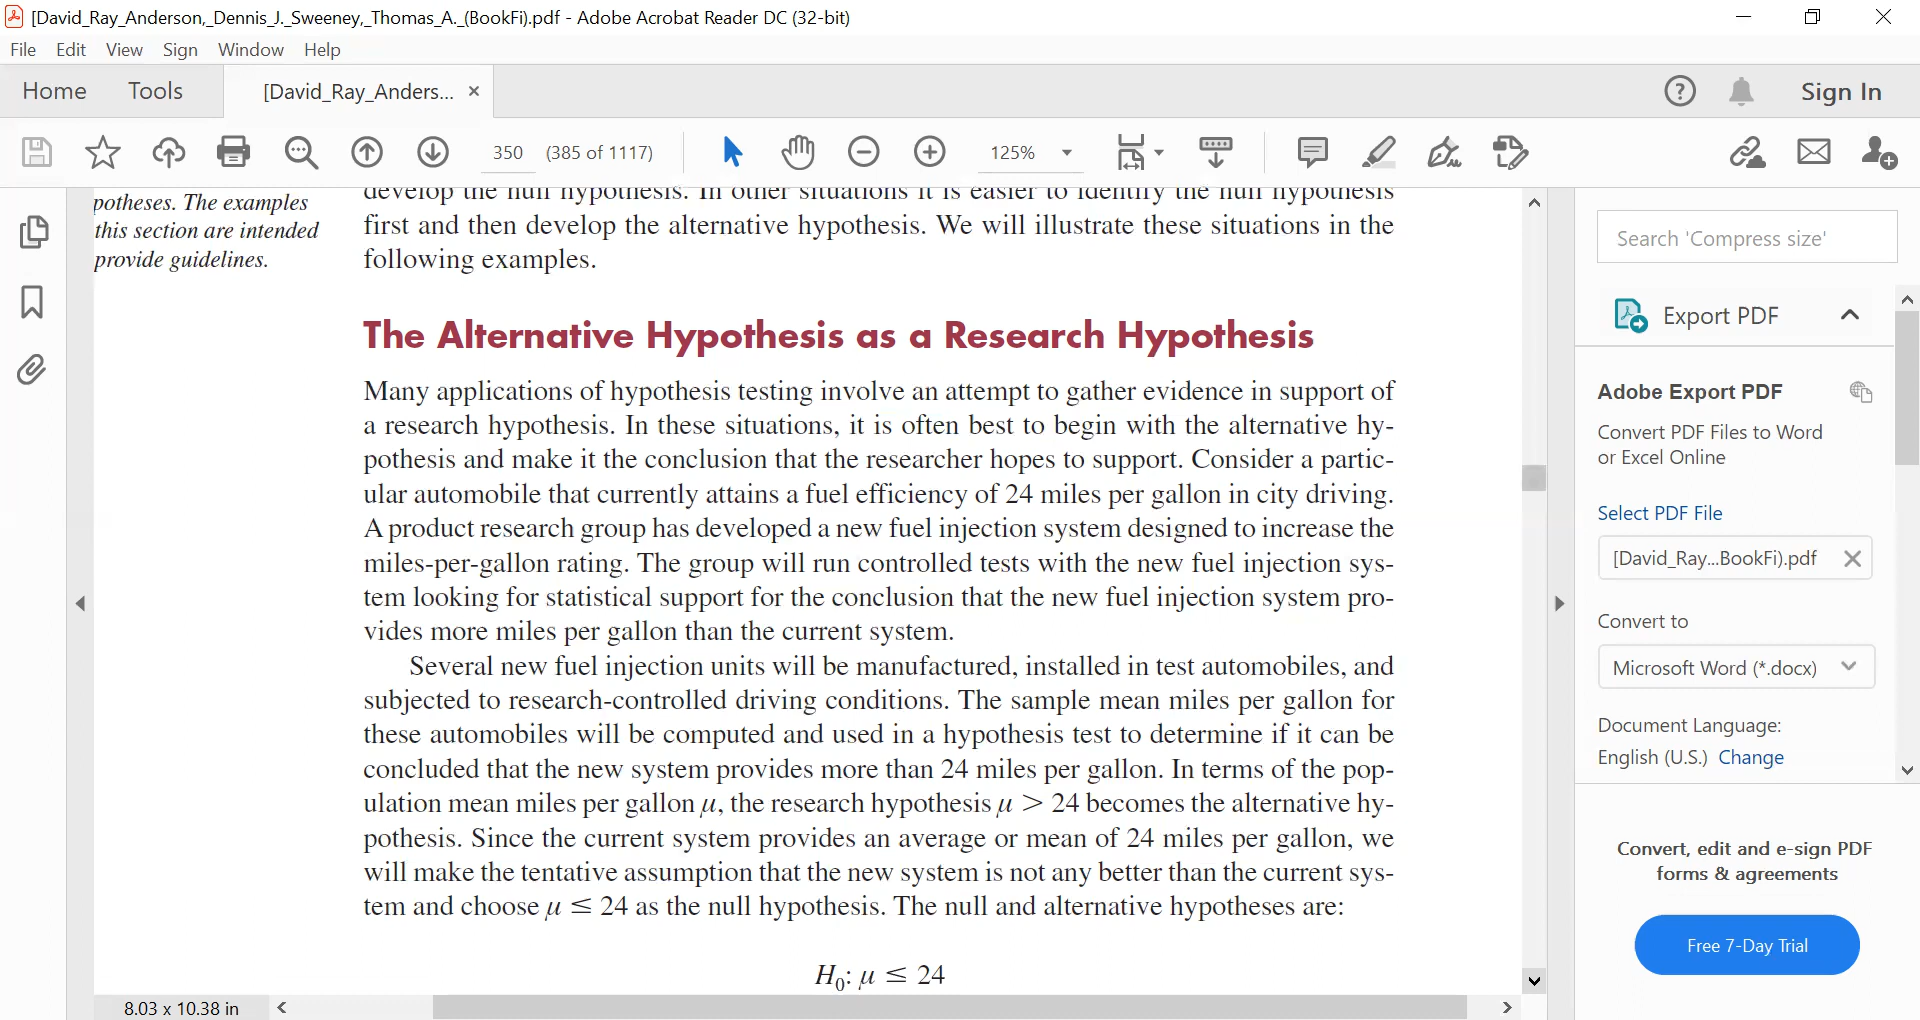 [David_Ray_Anderson,_Dennis_J._Sweeney,_Thomas_A._(BookFi).pdf - Adobe Acrobat Reader DC (32-bit)
File Edit View Sign Window Help
Home Tools [David_Ray_Anders... × Sign In
350 (385 of 1117) 125%
potheses. The examples
this section are intended
provide guidelines.
develop the null hypothesis. In other situations it is easier to identify the null hypothesis
first and then develop the alternative hypothesis. We will illustrate these situations in the
following examples.
The Alternative Hypothesis as a Research Hypothesis
Many applications of hypothesis testing involve an attempt to gather evidence in support of
a research hypothesis. In these situations, it is often best to begin with the alternative hy-
pothesis and make it the conclusion that the researcher hopes to support. Consider a partic-
ular automobile that currently attains a fuel efficiency of 24 miles per gallon in city driving.
A product research group has developed a new fuel injection system designed to increase the
miles-per-gallon rating. The group will run controlled tests with the new fuel injection sys-
tem looking for statistical support for the conclusion that the new fuel injection system pro-
vides more miles per gallon than the current system.
Several new fuel injection units will be manufactured, installed in test automobiles, and
subjected to research-controlled driving conditions. The sample mean miles per gallon for
these automobiles will be computed and used in a hypothesis test to determine if it can be
concluded that the new system provides more than 24 miles per gallon. In terms of the pop-
ulation mean miles per gallon μ, the research hypothesis μ > 24 becomes the alternative hy-
pothesis. Since the current system provides an average or mean of 24 miles per gallon, we
will make the tentative assumption that the new system is not any better than the current sys-
tem and choose μ ≤ 24 as the null hypothesis. The null and alternative hypotheses are:
H₀: μ ≤ 24
8.03 x 10.38 in
Search 'Compress size'
Export PDF
Adobe Export PDF
Convert PDF Files to Word
or Excel Online
Select PDF File
[David_Ray...BookFi).pdf
Convert to
Microsoft Word (*.docx)
Document Language:
English (U.S.) Change
Convert, edit and e-sign PDF
forms & agreements
Free 7-Day Trial